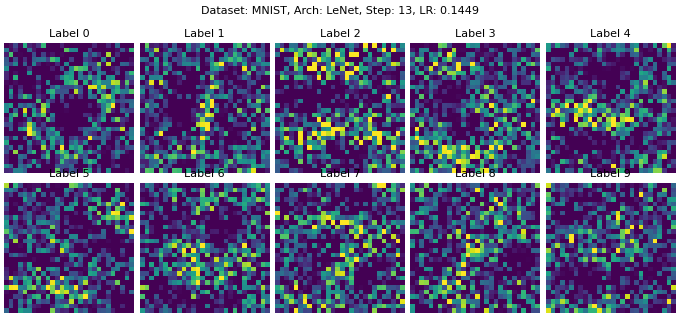 Dataset: MNIST, Arch: LeNet, Step: 13, LR: 0.1449
Label 0 Label 1 Label 2 Label 3 Label 4
Label 5 Label 6 Label 7 Label 8 Label 9